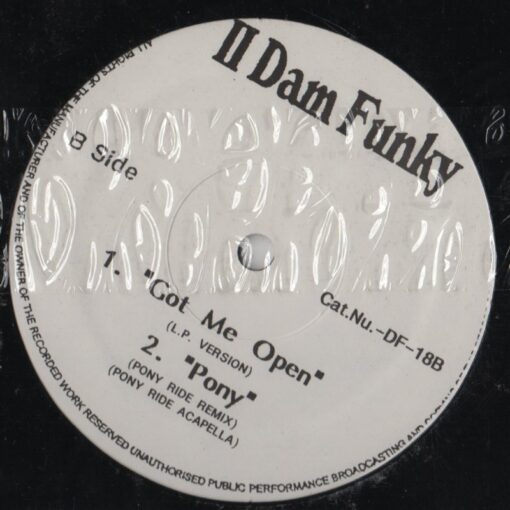 II Dam Funky
B Side
Cat.Nu.-DF-18B
1. "Got Me Open"
(L.P. VERSION)
2. "Pony"
(PONY RIDE REMIX)
(PONY RIDE ACAPELLA)
ALL RIGHTS OF THE MANUFACTURER AND OF THE OWNER OF THE RECORDED WORK RESERVED UNAUTHORISED PUBLIC PERFORMANCE BROADCASTING AND